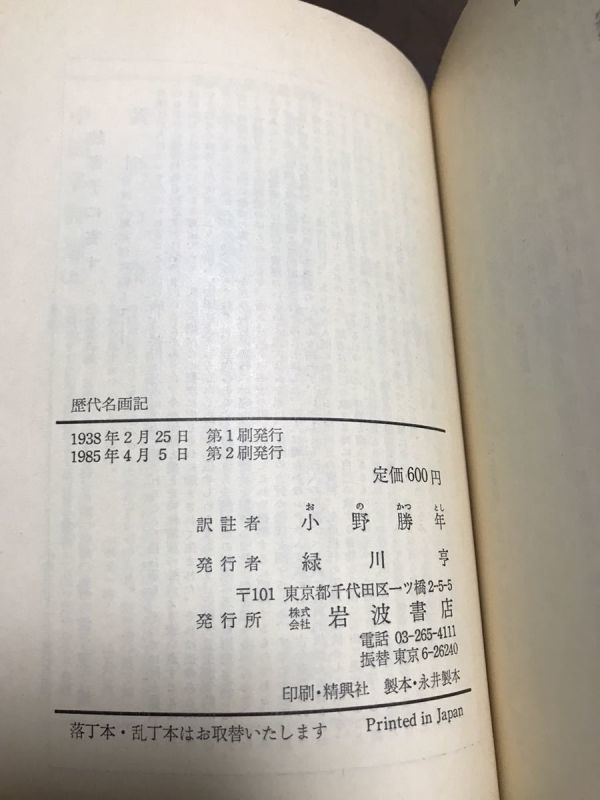 歴代名画記
1938年2月25日 第1刷発行
1985年4月5日 第2刷発行
定価600円
訳註者 小野勝年
お の かつ とし
発行者 緑川亨
〒101 東京都千代田区一ツ橋2-5-5
発行所 株式会社 岩波書店
電話 03-265-4111
振替 東京6-26240
印刷・精興社 製本・永井製本
落丁本・乱丁本はお取替いたします Printed in Japan